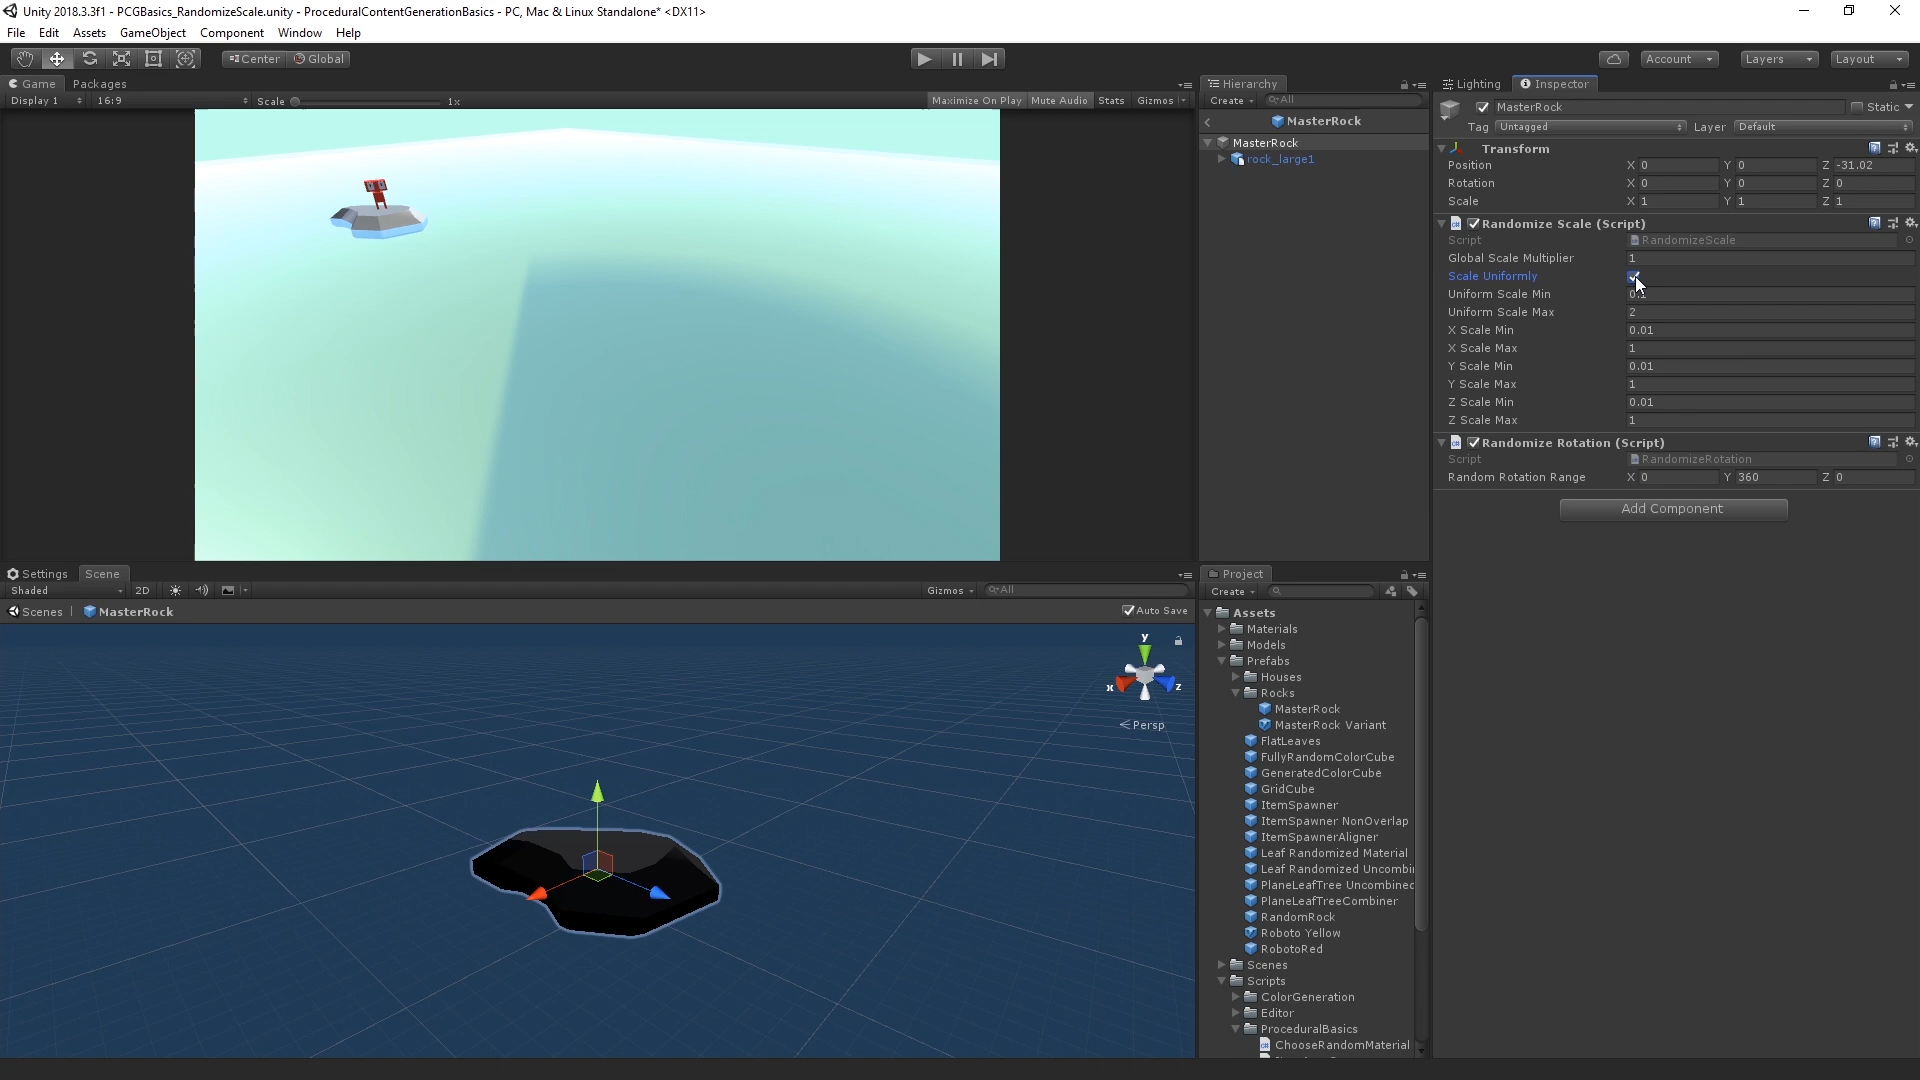 Unity 2018.3.3f1 - PCGBasics_RandomizeScale.unity - ProceduralContentGenerationBasics - PC, Mac & Linux Standalone* <DX11>
File Edit Assets GameObject Component Window Help
Center Global Account Layers Layout
Game Packages
Display 1 16:9 Scale 1x Maximize On Play Mute Audio Stats Gizmos
Hierarchy
Create All
MasterRock
MasterRock
rock_large1
Lighting Inspector
MasterRock Static
Tag Untagged Layer Default
Transform
Position X 0 Y 0 Z -31.02
Rotation X 0 Y 0 Z 0
Scale X 1 Y 1 Z 1
Randomize Scale (Script)
Script RandomizeScale
Global Scale Multiplier 1
Scale Uniformly
Uniform Scale Min 0.1
Uniform Scale Max 2
X Scale Min 0.01
X Scale Max 1
Y Scale Min 0.01
Y Scale Max 1
Z Scale Min 0.01
Z Scale Max 1
Randomize Rotation (Script)
Script RandomizeRotation
Random Rotation Range X 0 Y 360 Z 0
Add Component
Settings Scene
Shaded 2D Gizmos All
Scenes MasterRock Auto Save
y
x z
Persp
Project
Create
Assets
Materials
Models
Prefabs
Houses
Rocks
MasterRock
MasterRock Variant
FlatLeaves
FullyRandomColorCube
GeneratedColorCube
GridCube
ItemSpawner
ItemSpawner NonOverlap
ItemSpawnerAligner
Leaf Randomized Material
Leaf Randomized Uncombi
PlaneLeafTree Uncombined
PlaneLeafTreeCombiner
RandomRock
Roboto Yellow
RobotoRed
Scenes
Scripts
ColorGeneration
Editor
ProceduralBasics
ChooseRandomMaterial